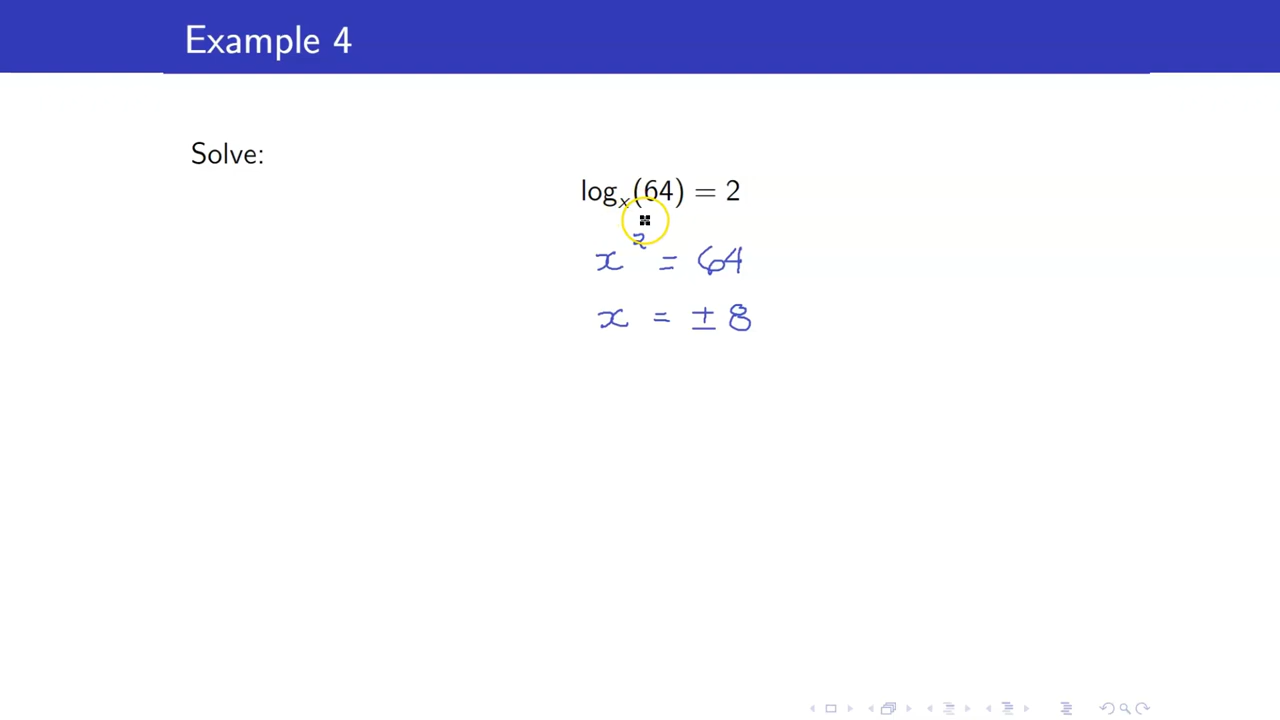 Example 4
Solve:
logₓ(64) = 2
x² = 64
x = ± 8